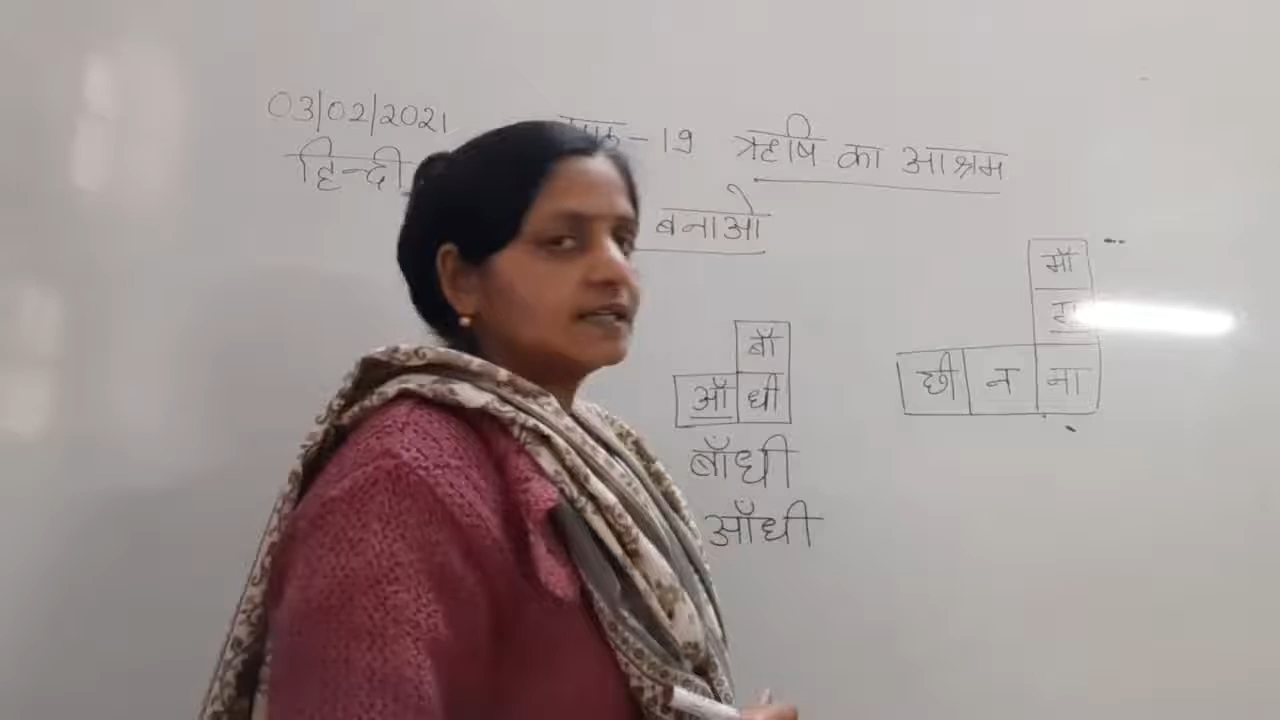 03/02/2021
हिन्दी
पाठ-19 ऋषि का आश्रम
बनाओ
बाँ
आँ धी
बाँधी
आँधी
माँ
छी न ना